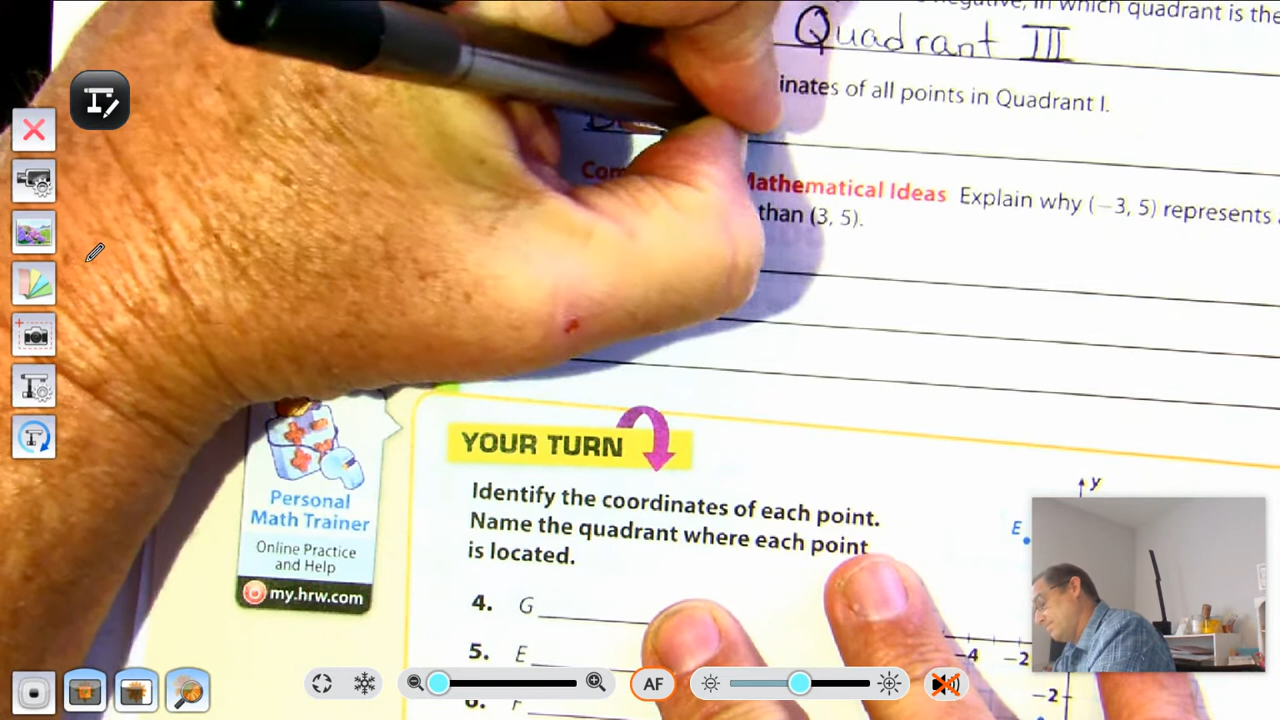 negative, in which quadrant is the
Quadrant III
inates of all points in Quadrant I.
Mathematical Ideas Explain why (−3, 5) represents
than (3, 5).
YOUR TURN
Personal
Math Trainer
Online Practice
and Help
my.hrw.com
Identify the coordinates of each point.
Name the quadrant where each point
is located.
4. G
5. E
6. F
y
E
−4 −2
−2
AF